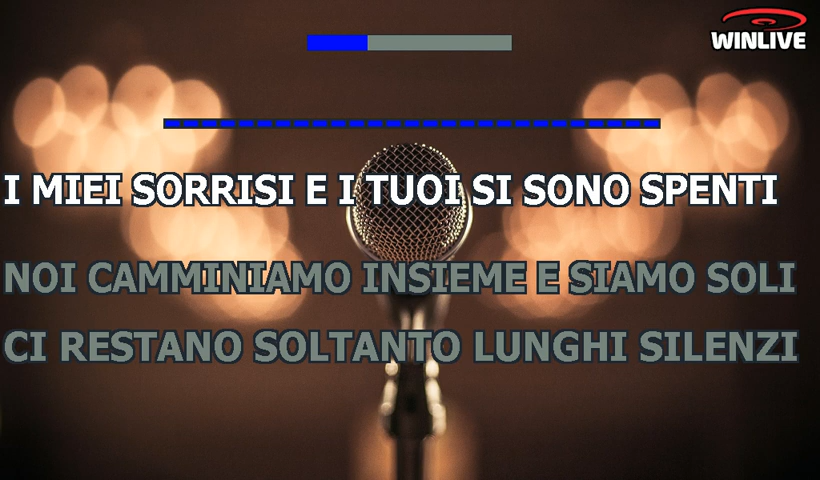 WINLIVE
I MIEI SORRISI E I TUOI SI SONO SPENTI
NOI CAMMINIAMO INSIEME E SIAMO SOLI
CI RESTANO SOLTANTO LUNGHI SILENZI